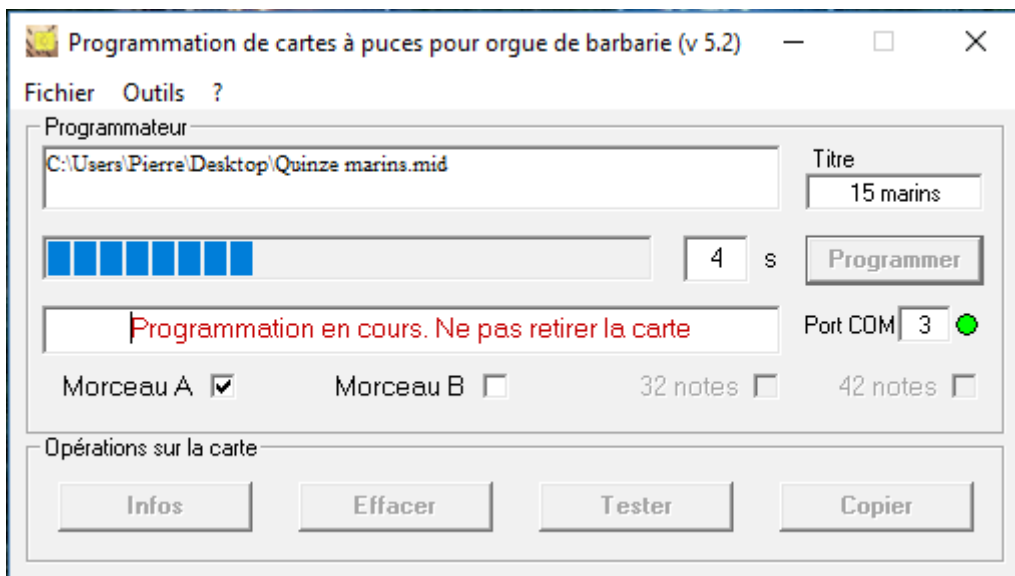 Programmation de cartes à puces pour orgue de barbarie (v 5.2)
Fichier Outils ?
Programmateur
C:\Users\Pierre\Desktop\Quinze marins.mid
Titre
15 marins
4 s Programmer
Programmation en cours. Ne pas retirer la carte
Port COM 3
Morceau A Morceau B 32 notes 42 notes
Opérations sur la carte
Infos Effacer Tester Copier